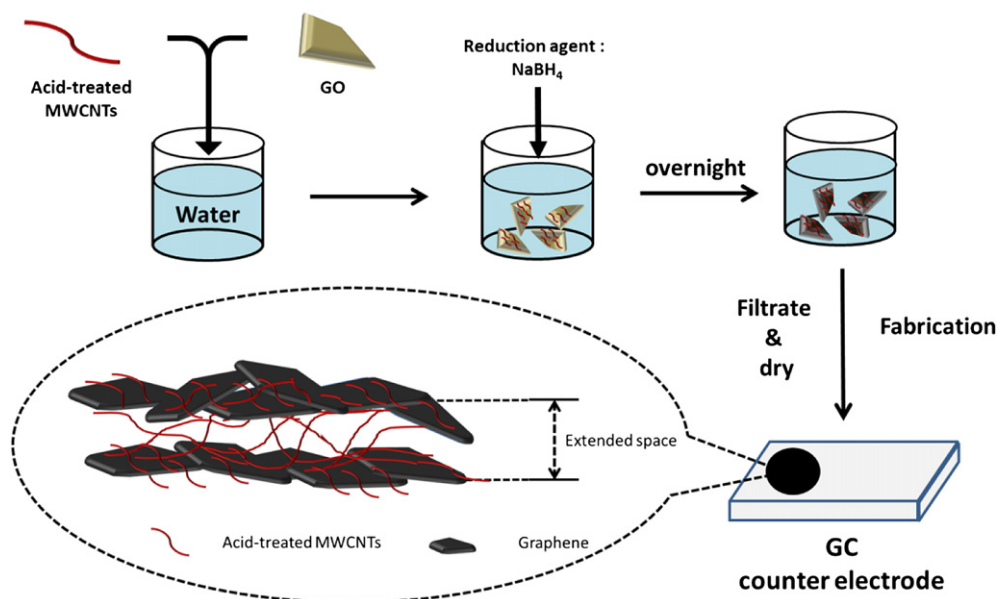 Acid-treated
MWCNTs
GO
Reduction agent :
NaBH₄
Water
overnight
Filtrate
&
dry
Fabrication
Extended space
Acid-treated MWCNTs
Graphene
GC
counter electrode